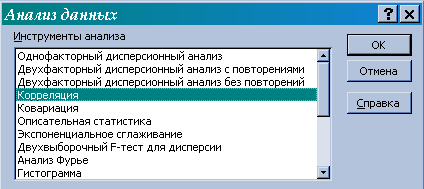 Анализ данных
Инструменты анализа
Однофакторный дисперсионный анализ
Двухфакторный дисперсионный анализ с повторениями
Двухфакторный дисперсионный анализ без повторений
Корреляция
Ковариация
Описательная статистика
Экспоненциальное сглаживание
Двухвыборочный F-тест для дисперсии
Анализ Фурье
Гистограмма
OK
Отмена
Справка